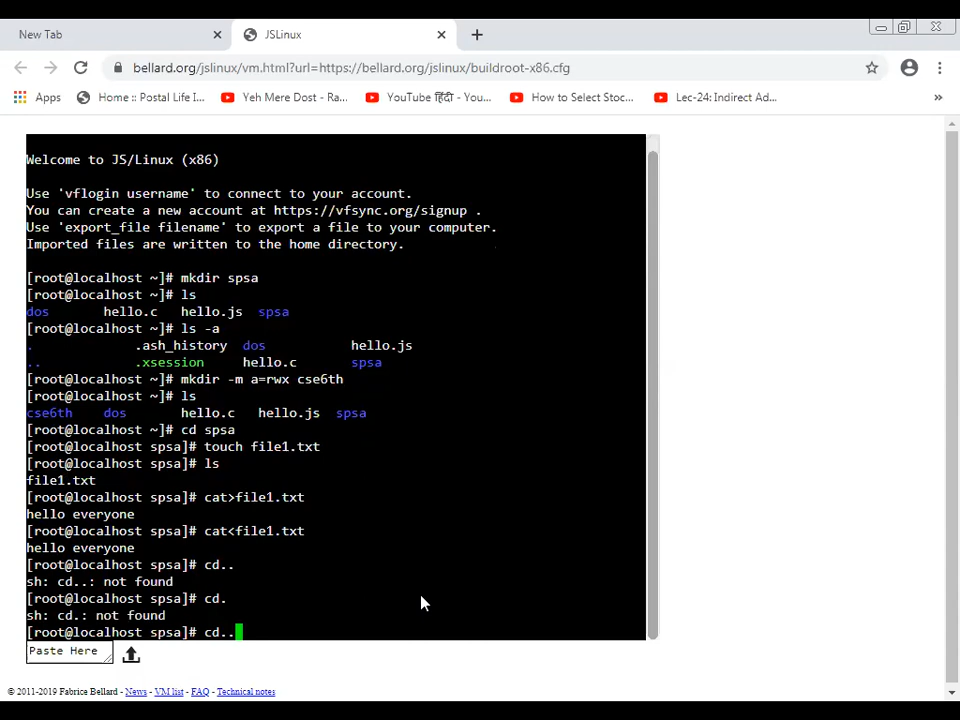 New Tab
JSLinux
bellard.org/jslinux/vm.html?url=https://bellard.org/jslinux/buildroot-x86.cfg
Apps Home :: Postal Life I... Yeh Mere Dost - Ra... YouTube हिंदी - You... How to Select Stoc... Lec-24: Indirect Ad... »
Welcome to JS/Linux (x86)
Use 'vflogin username' to connect to your account.
You can create a new account at https://vfsync.org/signup .
Use 'export_file filename' to export a file to your computer.
Imported files are written to the home directory.
[root@localhost ~]# mkdir spsa
[root@localhost ~]# ls
dos hello.c hello.js spsa
[root@localhost ~]# ls -a
. .ash_history dos hello.js
.. .xsession hello.c spsa
[root@localhost ~]# mkdir -m a=rwx cse6th
[root@localhost ~]# ls
cse6th dos hello.c hello.js spsa
[root@localhost ~]# cd spsa
[root@localhost spsa]# touch file1.txt
[root@localhost spsa]# ls
file1.txt
[root@localhost spsa]# cat>file1.txt
hello everyone
[root@localhost spsa]# cat<file1.txt
hello everyone
[root@localhost spsa]# cd..
sh: cd..: not found
[root@localhost spsa]# cd.
sh: cd.: not found
[root@localhost spsa]# cd..
Paste Here
© 2011-2019 Fabrice Bellard - News - VM list - FAQ - Technical notes